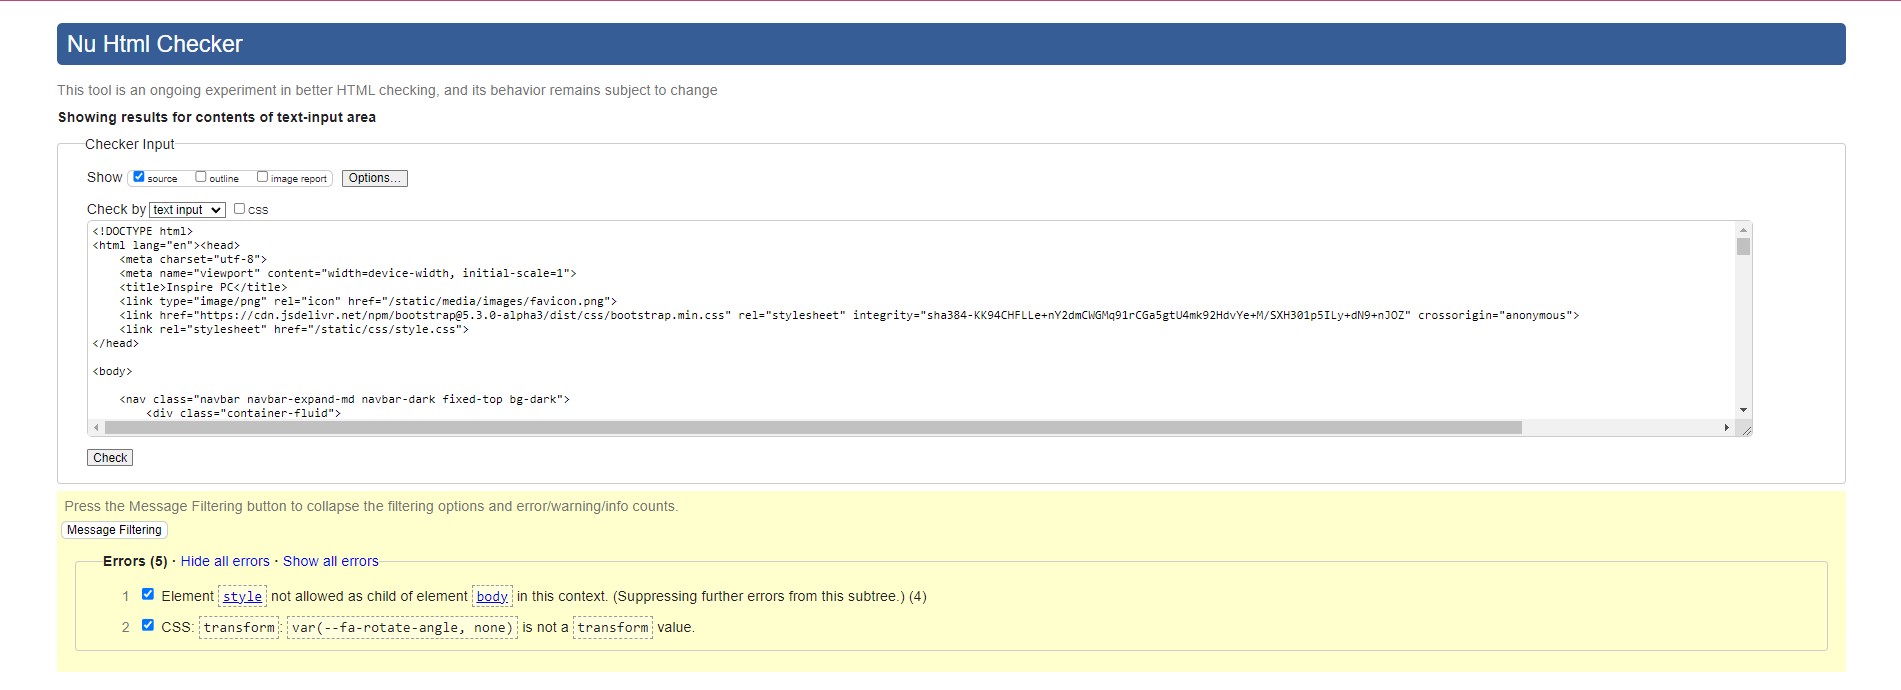 Nu Html Checker
This tool is an ongoing experiment in better HTML checking, and its behavior remains subject to change
Showing results for contents of text-input area
Checker Input
Show source outline image report Options...
Check by text input css
<!DOCTYPE html>
<html lang="en"><head>
<meta charset="utf-8">
<meta name="viewport" content="width=device-width, initial-scale=1">
<title>Inspire PC</title>
<link type="image/png" rel="icon" href="/static/media/images/favicon.png">
<link href="https://cdn.jsdelivr.net/npm/bootstrap@5.3.0-alpha3/dist/css/bootstrap.min.css" rel="stylesheet" integrity="sha384-KK94CHFLLe+nY2dmCWGMq91rCGa5gtU4mk92HdvYe+M/SXH301p5ILy+dN9+nJOZ" crossorigin="anonymous">
<link rel="stylesheet" href="/static/css/style.css">
</head>
<body>
<nav class="navbar navbar-expand-md navbar-dark fixed-top bg-dark">
<div class="container-fluid">
Check
Press the Message Filtering button to collapse the filtering options and error/warning/info counts.
Message Filtering
Errors (5) · Hide all errors · Show all errors
1 Element style not allowed as child of element body in this context. (Suppressing further errors from this subtree.) (4)
2 CSS: transform: var(--fa-rotate-angle, none) is not a transform value.